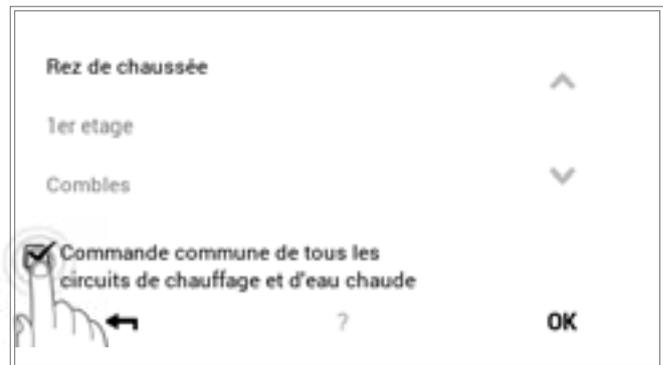 Rez de chaussée
1er etage
Combles
Commande commune de tous les
circuits de chauffage et d'eau chaude
? OK